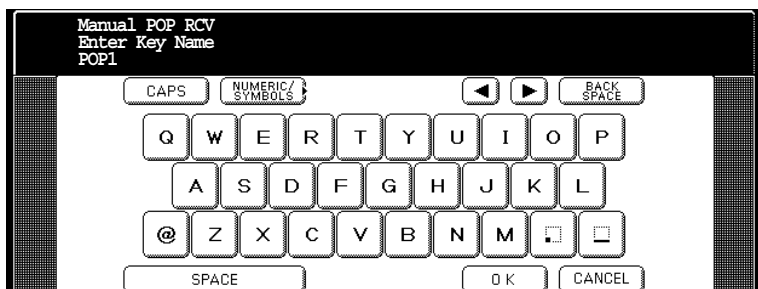 Manual POP RCV
Enter Key Name
POP1
CAPS NUMERIC/ SYMBOLS ◀ ▶ BACK SPACE
Q W E R T Y U I O P
A S D F G H J K L
@ Z X C V B N M . _
SPACE OK CANCEL